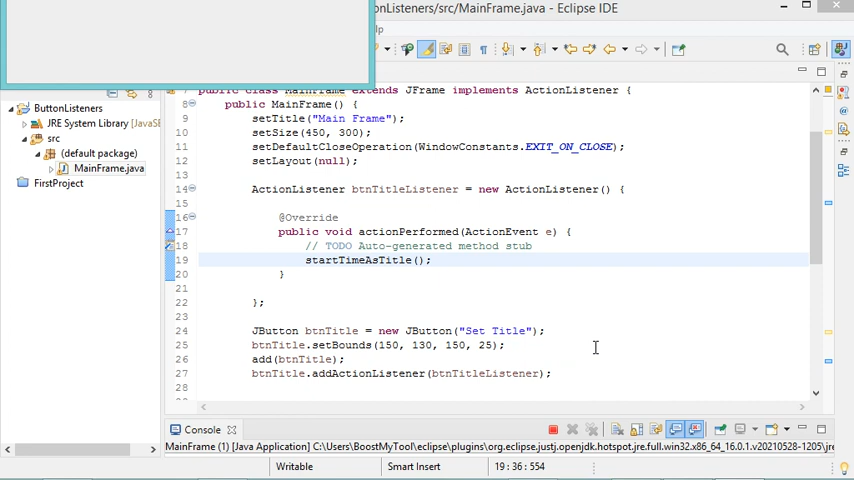 onListeners/src/MainFrame.java - Eclipse IDE
lp
ButtonListeners
JRE System Library [JavaS
src
(default package)
MainFrame.java
FirstProject
public class MainFrame extends JFrame implements ActionListener {
8 public MainFrame() {
9 setTitle("Main Frame");
10 setSize(450, 300);
11 setDefaultCloseOperation(WindowConstants.EXIT_ON_CLOSE);
12 setLayout(null);
13
14 ActionListener btnTitleListener = new ActionListener() {
15
16 @Override
17 public void actionPerformed(ActionEvent e) {
18 // TODO Auto-generated method stub
19 startTimeAsTitle();
20 }
21
22 };
23
24 JButton btnTitle = new JButton("Set Title");
25 btnTitle.setBounds(150, 130, 150, 25);
26 add(btnTitle);
27 btnTitle.addActionListener(btnTitleListener);
28
Console
MainFrame (1) [Java Application] C:\Users\BoostMyTool\eclipse\plugins\org.eclipse.justj.openjdk.hotspot.jre.full.win32.x86_64_16.0.1.v20210528-1205\jre
Writable Smart Insert 19 : 36 : 554